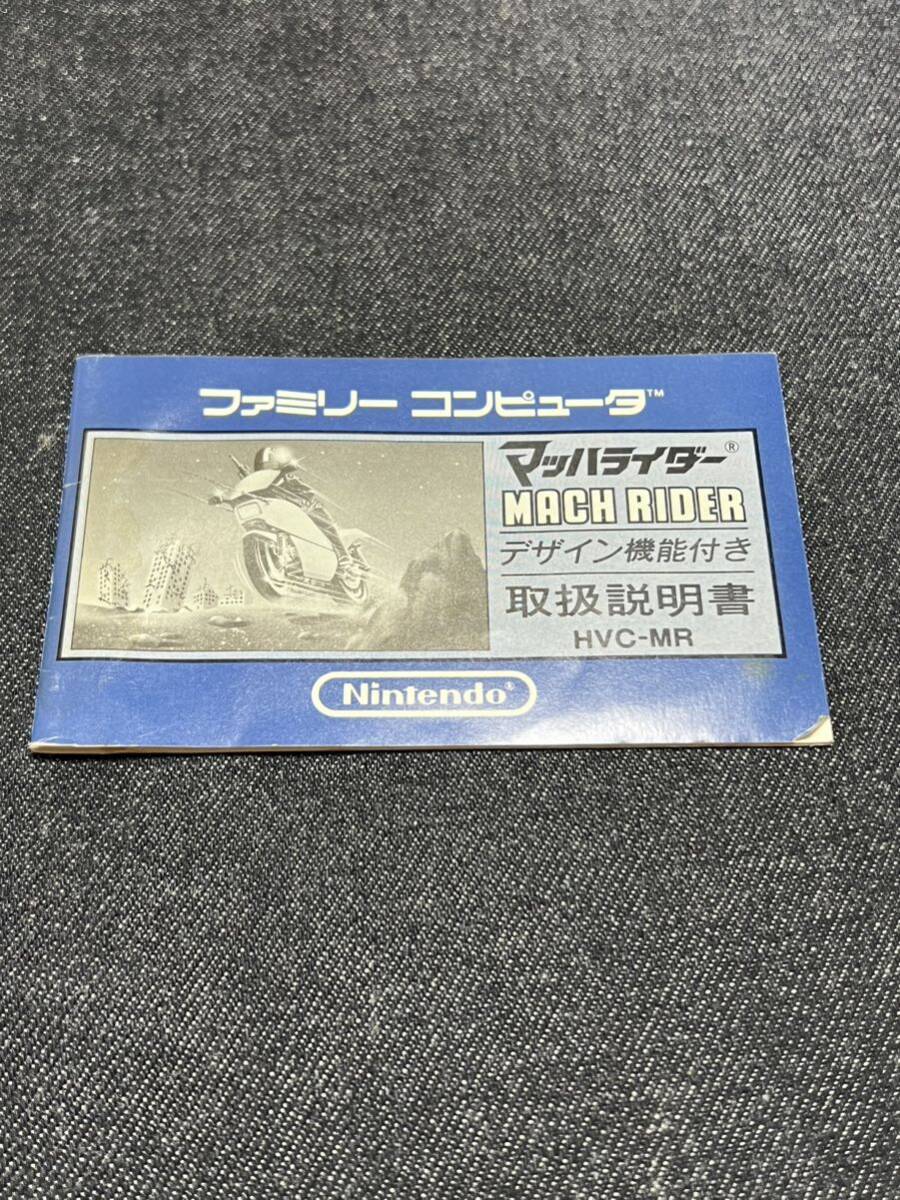 ファミリー コンピュータ™
マッハライダー®
MACH RIDER
デザイン機能付き
取扱説明書
HVC-MR
Nintendo®